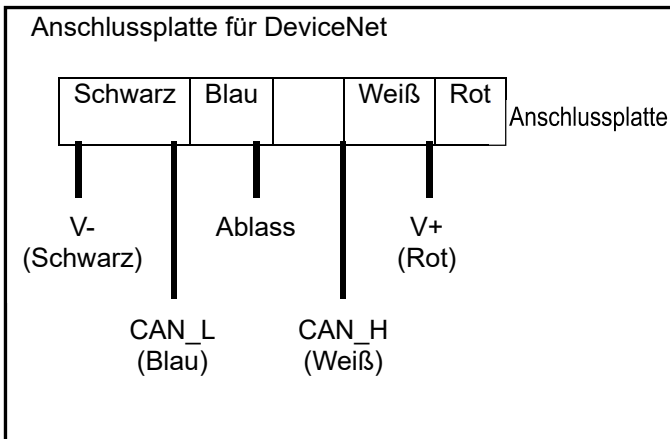 Anschlussplatte für DeviceNet
Schwarz Blau Weiß Rot
Anschlussplatte
V-
(Schwarz)
Ablass
V+
(Rot)
CAN_L
(Blau)
CAN_H
(Weiß)